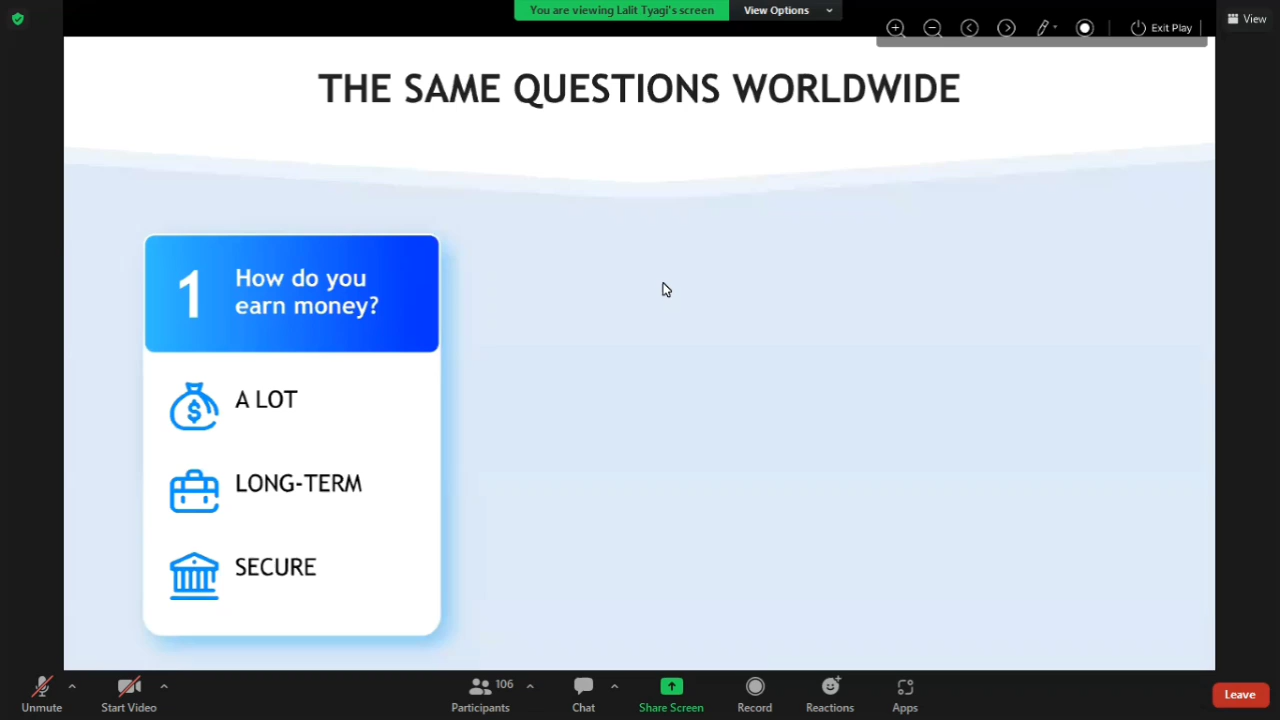 You are viewing Lalit Tyagi's screen
View Options
View
Exit Play
THE SAME QUESTIONS WORLDWIDE
1
How do you
earn money?
$
A LOT
LONG-TERM
SECURE
106
Unmute
Start Video
Participants
Chat
Share Screen
Record
Reactions
Apps
Leave